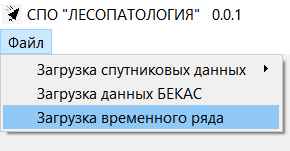 СПО "ЛЕСОПАТОЛОГИЯ" 0.0.1
Файл
Загрузка спутниковых данных
Загрузка данных БЕКАС
Загрузка временного ряда